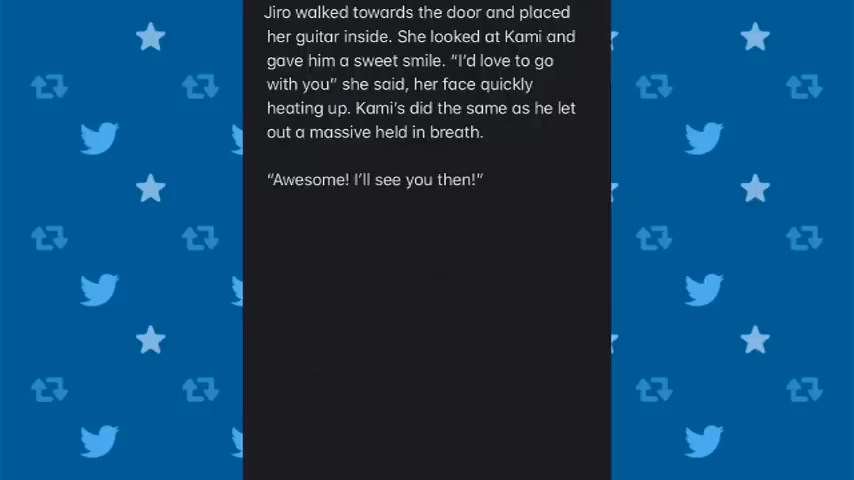 Jiro walked towards the door and placed
her guitar inside. She looked at Kami and
gave him a sweet smile. “I’d love to go
with you” she said, her face quickly
heating up. Kami’s did the same as he let
out a massive held in breath.
“Awesome! I’ll see you then!”